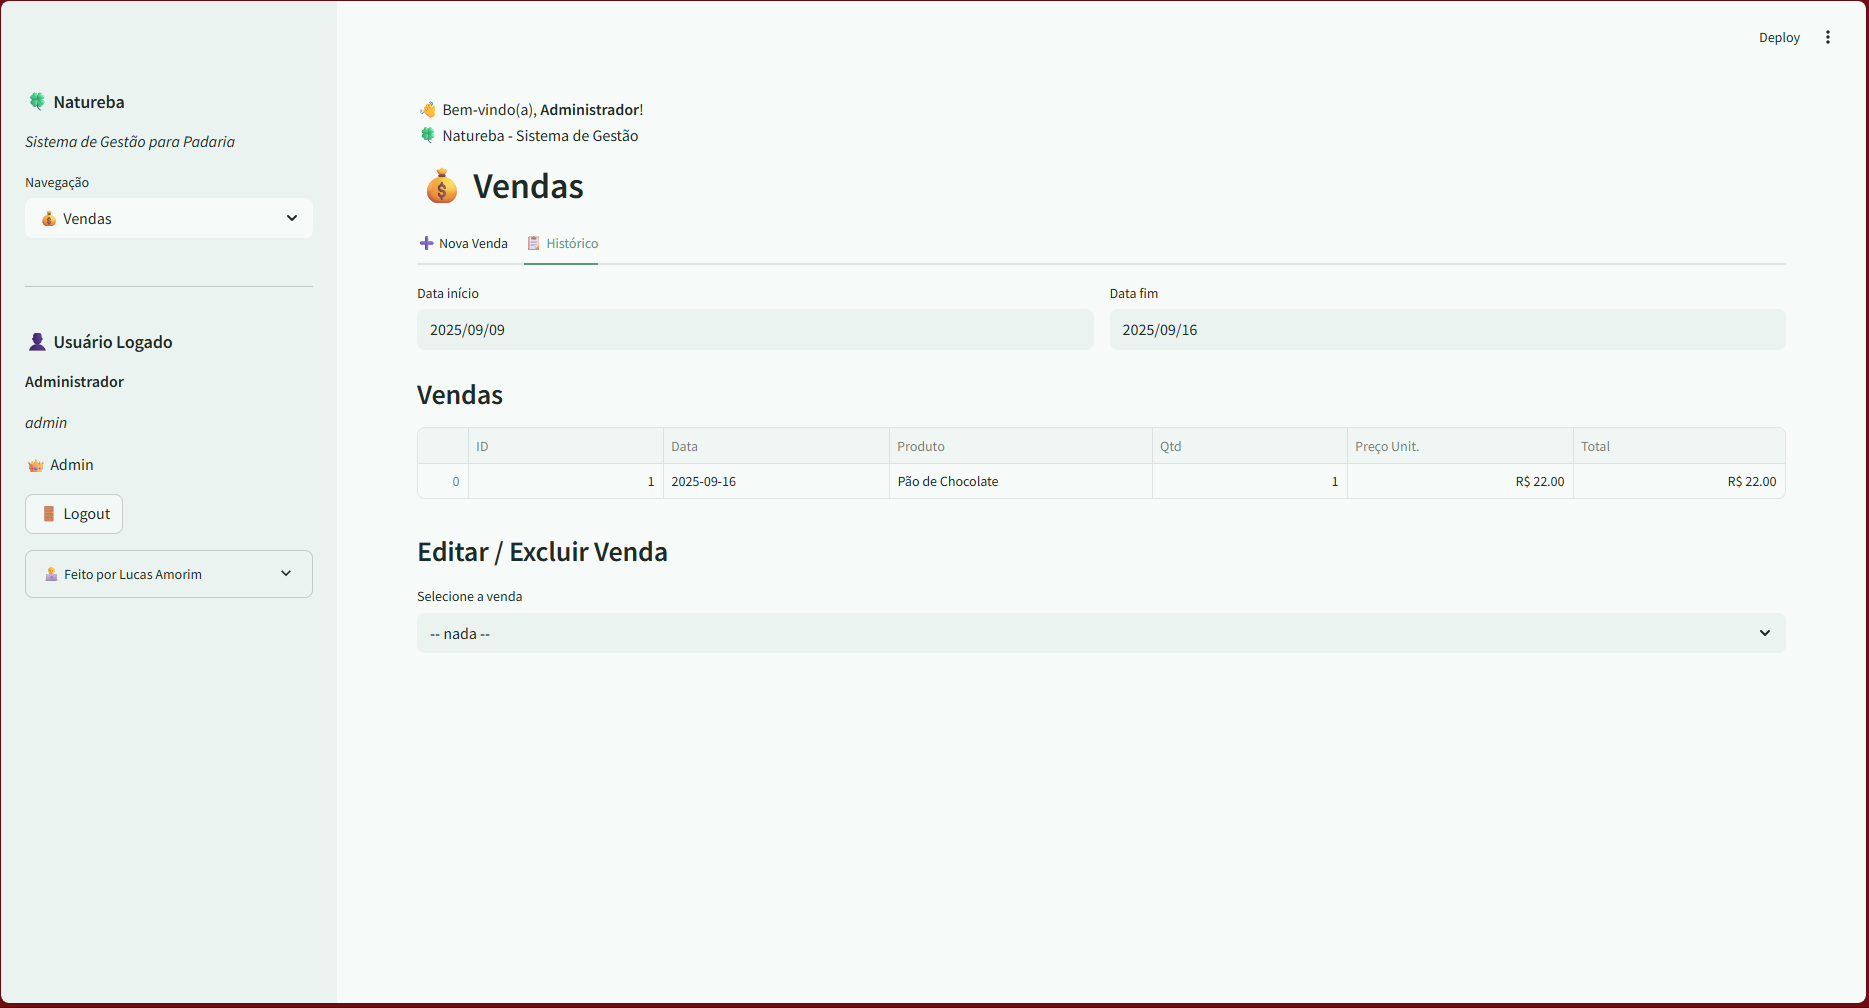 Deploy
Natureba
Sistema de Gestão para Padaria
Navegação
Vendas
Usuário Logado
Administrador
admin
Admin
Logout
Feito por Lucas Amorim
Bem-vindo(a), Administrador!
Natureba - Sistema de Gestão
Vendas
Nova Venda Histórico
Data início Data fim
2025/09/09 2025/09/16
Vendas
ID Data Produto Qtd Preço Unit. Total
0 1 2025-09-16 Pão de Chocolate 1 R$ 22.00 R$ 22.00
Editar / Excluir Venda
Selecione a venda
-- nada --